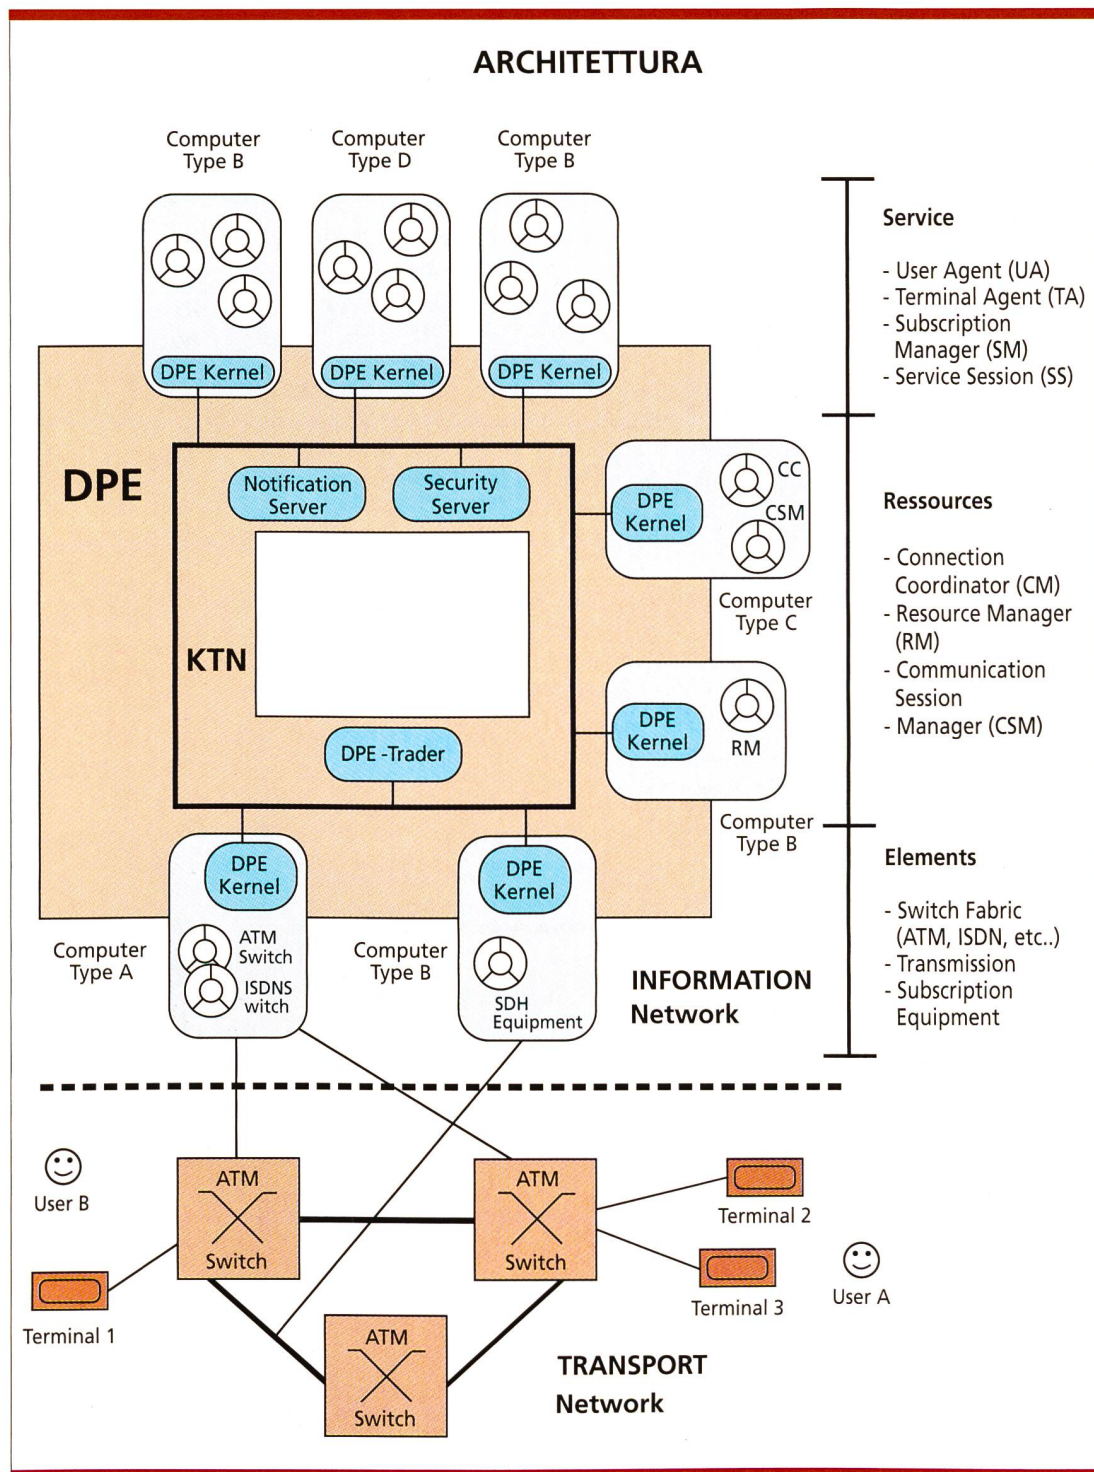 ARCHITETTURA
Computer
Type B
Computer
Type D
Computer
Type B
DPE Kernel
DPE Kernel
DPE Kernel
DPE
Notification
Server
Security
Server
KTN
DPE -Trader
DPE
Kernel
CC
CSM
Computer
Type C
DPE
Kernel
RM
Computer
Type B
DPE
Kernel
ATM
Switch
ISDNS
witch
Computer
Type A
DPE
Kernel
SDH
Equipment
Computer
Type B
INFORMATION
Network
Service
- User Agent (UA)
- Terminal Agent (TA)
- Subscription
Manager (SM)
- Service Session (SS)
Ressources
- Connection
Coordinator (CM)
- Resource Manager
(RM)
- Communication
Session
- Manager (CSM)
Elements
- Switch Fabric
(ATM, ISDN, etc..)
- Transmission
- Subscription
Equipment
User B
ATM
Switch
ATM
Switch
Terminal 2
Terminal 3
User A
Terminal 1
ATM
Switch
TRANSPORT
Network